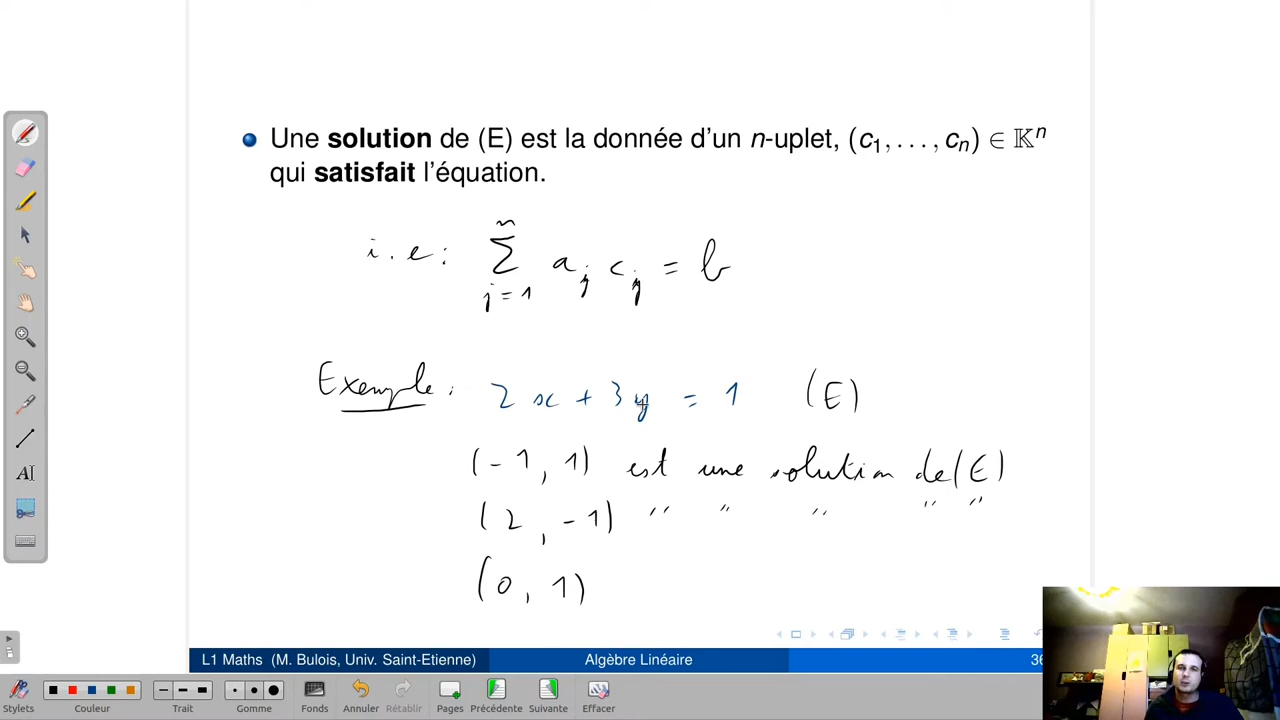 Une solution de (E) est la donnée d'un n-uplet, (c₁, . . . , cₙ) ∈ 𝕂ⁿ
qui satisfait l'équation.
i.e: ∑_{j=1}^{n} a_j c_j = b
Exemple: 2x + 3y = 1 (E)
(-1, 1) est une solution de (E)
(2, -1) " " " " "
(0, 1)
L1 Maths (M. Bulois, Univ. Saint-Etienne) Algèbre Linéaire 36
Stylets Couleur Trait Gomme Fonds Annuler Rétablir Pages Précédente Suivante Effacer